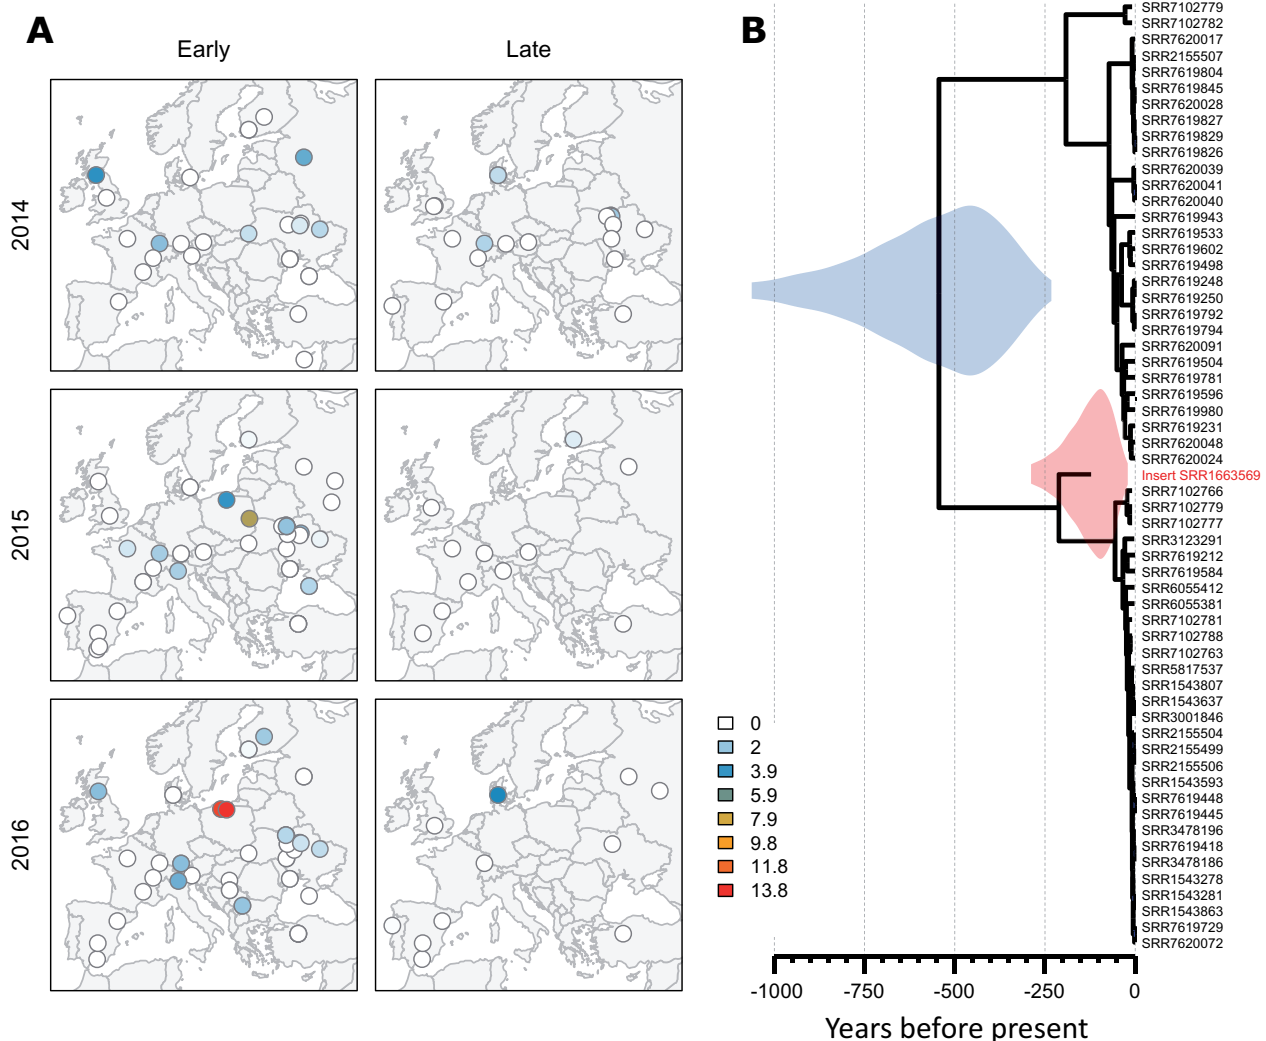 A
Early
Late
2014
2015
2016
B
SRR7102779
SRR7102782
SRR7620017
SRR2155507
SRR7619804
SRR7619845
SRR7620028
SRR7619827
SRR7619829
SRR7619826
SRR7620039
SRR7620041
SRR7620040
SRR7619943
SRR7619533
SRR7619602
SRR7619498
SRR7619248
SRR7619250
SRR7619792
SRR7619794
SRR7620091
SRR7619504
SRR7619781
SRR7619596
SRR7619980
SRR7619231
SRR7620048
SRR7620024
Insert SRR1663569
SRR7102766
SRR7102779
SRR7102777
SRR3123291
SRR7619212
SRR7619584
SRR6055412
SRR6055381
SRR7102781
SRR7102788
SRR7102763
SRR5817537
SRR1543807
SRR1543637
SRR3001846
SRR2155504
SRR2155499
SRR2155506
SRR1543593
SRR7619448
SRR7619445
SRR3478196
SRR7619418
SRR3478186
SRR1543278
SRR1543281
SRR1543863
SRR7619729
SRR7620072
0
2
3.9
5.9
7.9
9.8
11.8
13.8
-1000 -750 -500 -250 0
Years before present